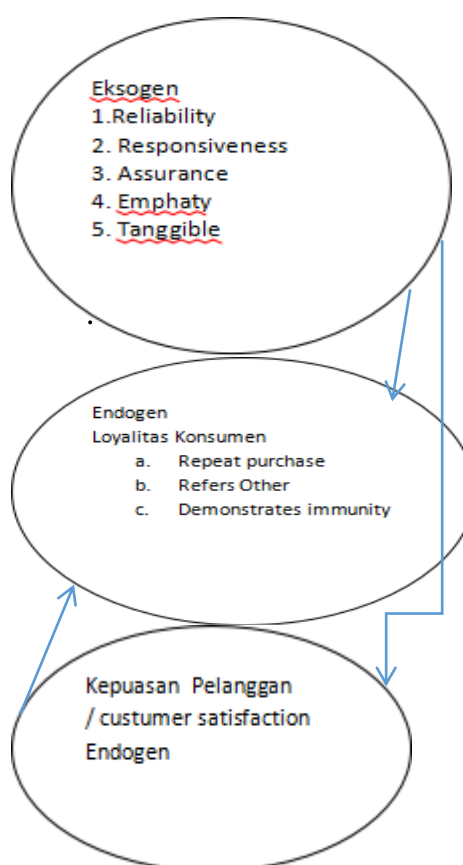 Eksogen
1.Reliability
2. Responsiveness
3. Assurance
4. Emphaty
5. Tanggible
.
Endogen
Loyalitas Konsumen
a. Repeat purchase
b. Refers Other
c. Demonstrates immunity
Kepuasan Pelanggan
/ custumer satisfaction
Endogen